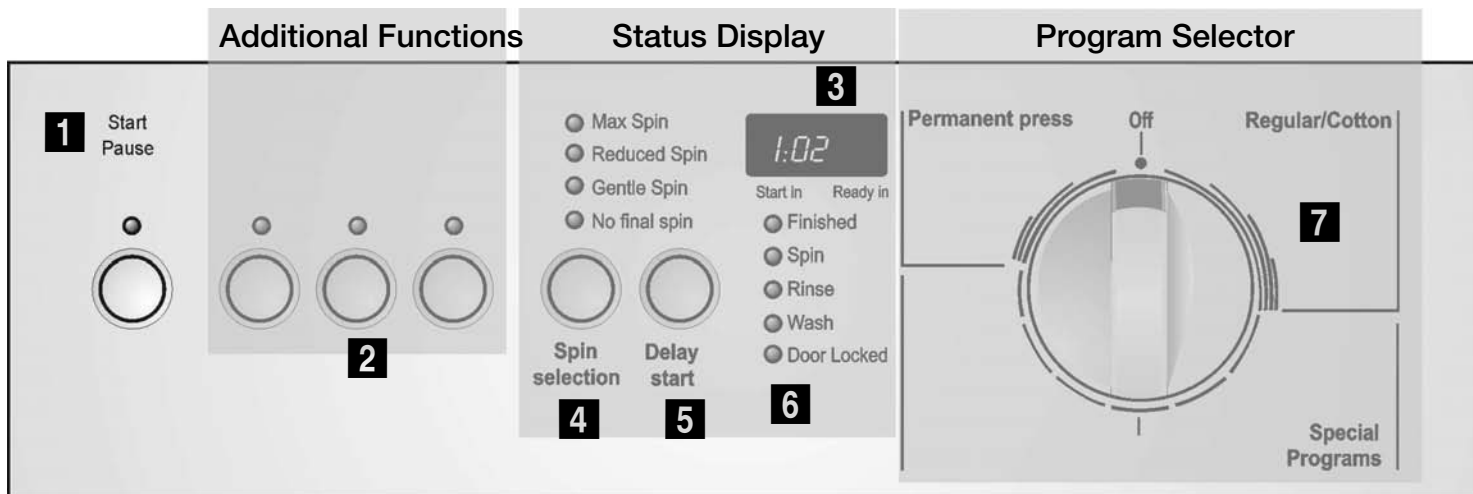 Additional Functions
Status Display
Program Selector
1
Start
Pause
2
Max Spin
Reduced Spin
Gentle Spin
No final spin
3
1:02
Start in Ready in
Finished
Spin
Rinse
Wash
Door Locked
Spin
selection
Delay
start
4
5
6
Permanent press
Off
Regular/Cotton
7
Special
Programs